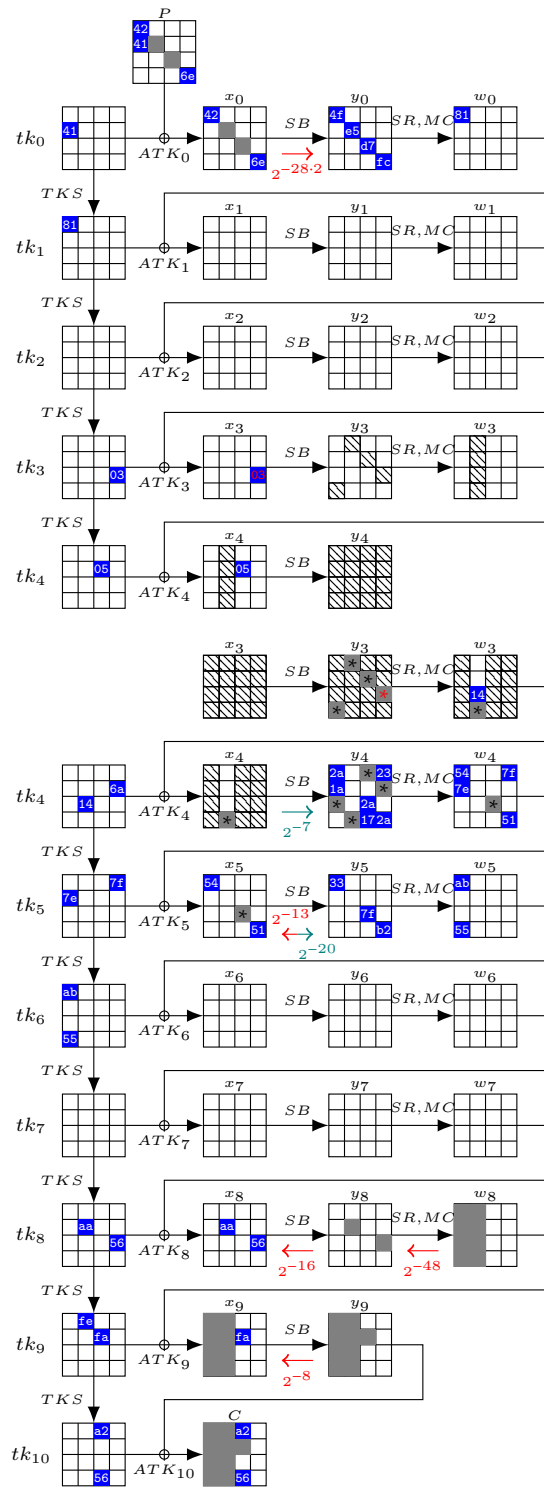 P
42
41
6e
x0 y0 w0
tk0 41 ATK0 42 6e SB 2^−28·2 4f e5 d7 fc SR, MC 81
TKS
x1 y1 w1
tk1 81 ATK1 SB SR, MC
TKS
x2 y2 w2
tk2 ATK2 SB SR, MC
TKS
x3 y3 w3
tk3 03 ATK3 03 SB SR, MC
TKS
x4 y4
tk4 05 ATK4 05 SB
x3 y3 w3
SB * * * * SR, MC 14 *
x4 y4 w4
tk4 6a 14 ATK4 * SB 2^−7 2a * 23 1a * * 2a * 17 2a SR, MC 54 7f 7e * 51
TKS
x5 y5 w5
tk5 7f 7e ATK5 54 * 51 SB 2^−13 2^−20 33 7f b2 SR, MC ab 55
TKS
x6 y6 w6
tk6 ab 55 ATK6 SB SR, MC
TKS
x7 y7 w7
tk7 ATK7 SB SR, MC
TKS
x8 y8 w8
tk8 aa 56 ATK8 aa 56 SB 2^−16 SR, MC 2^−48
TKS
x9 y9
tk9 fe fa ATK9 fa SB 2^−8
TKS
C
tk10 a2 56 ATK10 a2 56